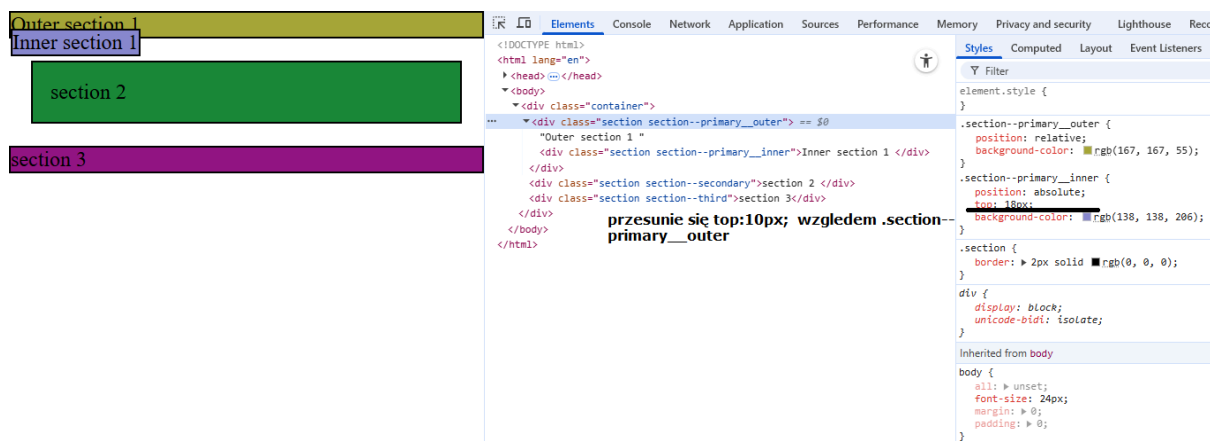 Outer section 1
Inner section 1
section 2
section 3
Elements Console Network Application Sources Performance Memory Privacy and security Lighthouse Reco
<!DOCTYPE html>
<html lang="en">
▶ <head> ⋯ </head>
▼ <body>
▼ <div class="container">
⋯ ▼ <div class="section section--primary__outer"> == $0
"Outer section 1 "
<div class="section section--primary__inner">Inner section 1 </div>
</div>
<div class="section section--secondary">section 2 </div>
<div class="section section--third">section 3</div>
</div>
</body>
</html>
przesunie się top:10px; wzgledem .section--
primary__outer
Styles Computed Layout Event Listeners
Filter
element.style {
}
.section--primary__outer {
position: relative;
background-color: rgb(167, 167, 55);
}
.section--primary__inner {
position: absolute;
top: 18px;
background-color: rgb(138, 138, 206);
}
.section {
border: ▶ 2px solid rgb(0, 0, 0);
}
div {
display: block;
unicode-bidi: isolate;
}
Inherited from body
body {
all: ▶ unset;
font-size: 24px;
margin: ▶ 0;
padding: ▶ 0;
}